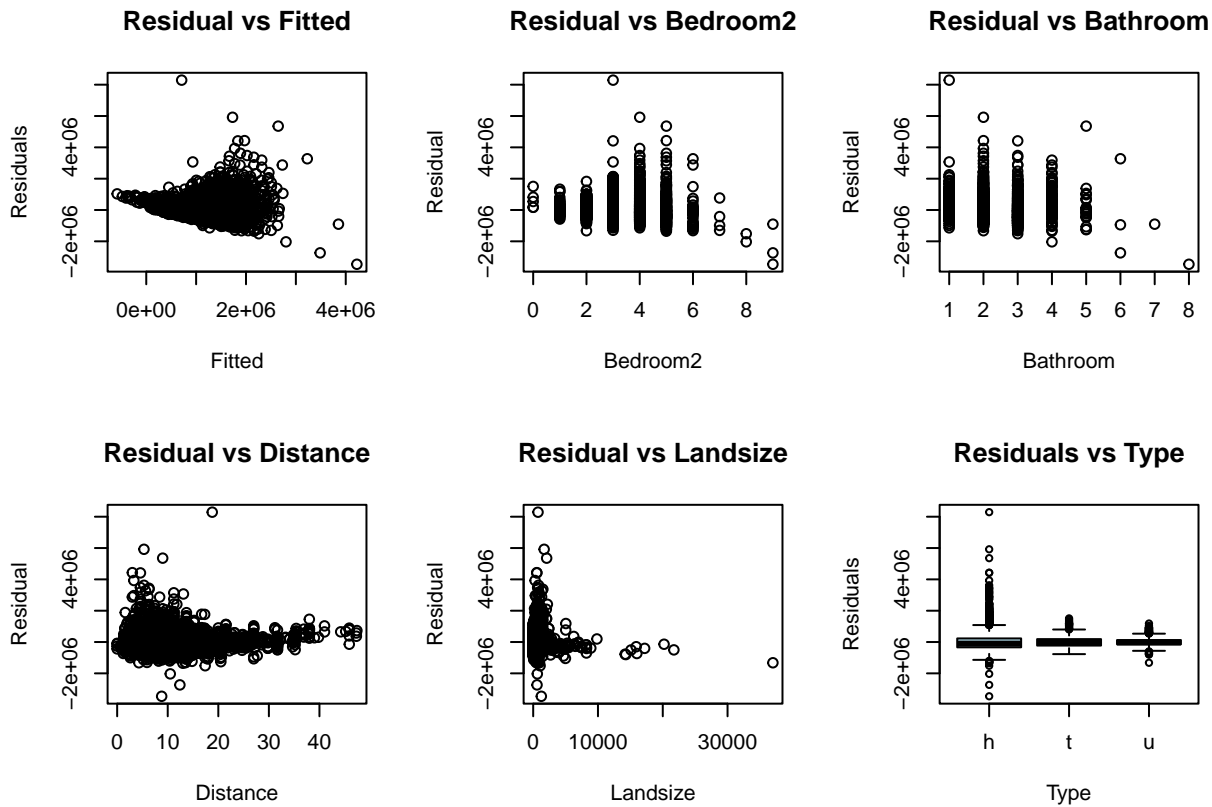 Residual vs Fitted
Residuals
−2e+06 4e+06
0e+00 2e+06 4e+06
Fitted
Residual vs Bedroom2
Residual
−2e+06 4e+06
0 2 4 6 8
Bedroom2
Residual vs Bathroom
Residual
−2e+06 4e+06
1 2 3 4 5 6 7 8
Bathroom
Residual vs Distance
Residual
−2e+06 4e+06
0 10 20 30 40
Distance
Residual vs Landsize
Residual
−2e+06 4e+06
0 10000 30000
Landsize
Residuals vs Type
Residuals
−2e+06 4e+06
h t u
Type